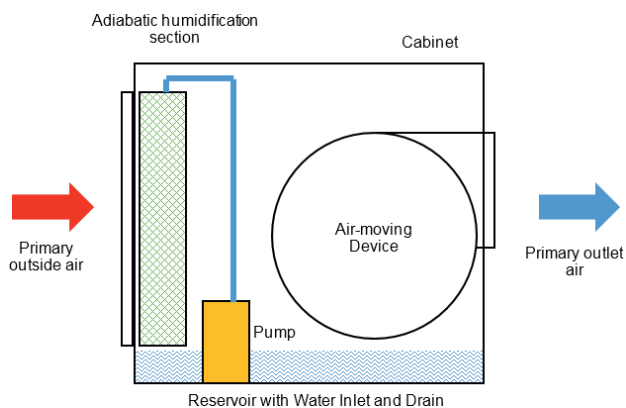 Adiabatic humidification
section
Cabinet
Primary
outside air
Air-moving
Device
Primary outlet
air
Pump
Reservoir with Water Inlet and Drain